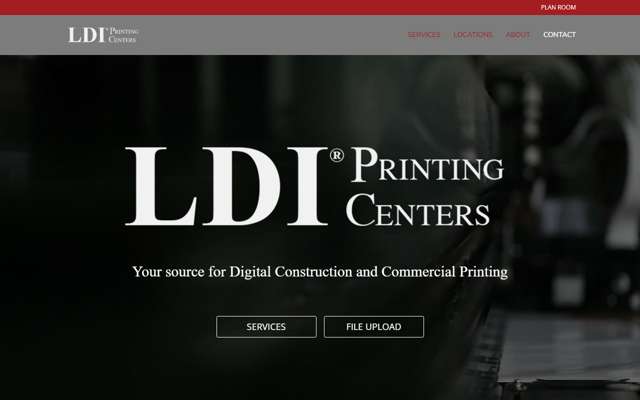 PLAN ROOM
LDI® PRINTING CENTERS
SERVICES LOCATIONS ABOUT CONTACT
LDI® PRINTING
CENTERS
Your source for Digital Construction and Commercial Printing
SERVICES FILE UPLOAD